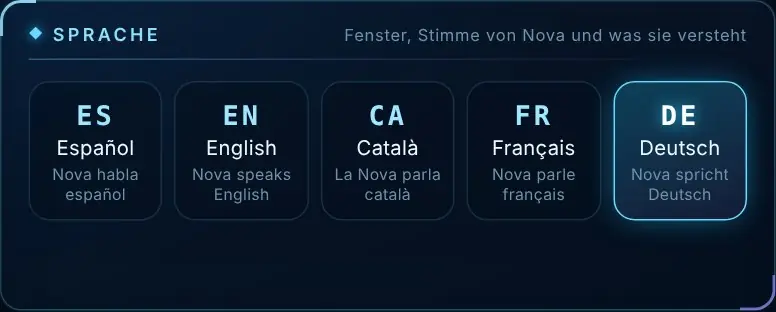 SPRACHE
Fenster, Stimme von Nova und was sie versteht
ES
Español
Nova habla
español
EN
English
Nova speaks
English
CA
Català
La Nova parla
català
FR
Français
Nova parle
français
DE
Deutsch
Nova spricht
Deutsch